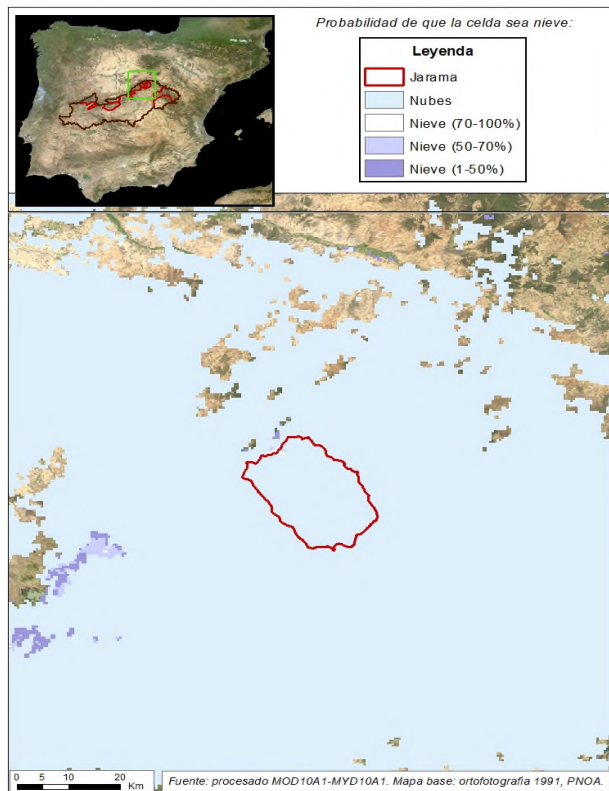 Probabilidad de que la celda sea nieve:
Leyenda
Jarama
Nubes
Nieve (70-100%)
Nieve (50-70%)
Nieve (1-50%)
0 5 10 20
Km
Fuente: procesado MOD10A1-MYD10A1. Mapa base: ortofotografia 1991, PNOA.